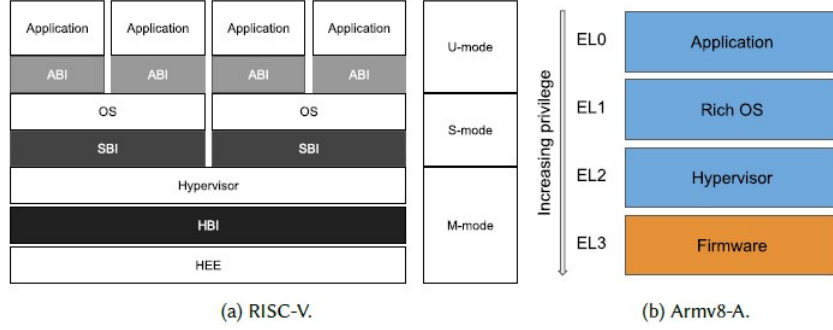 Application Application Application Application
ABI ABI ABI ABI
OS OS
SBI SBI
Hypervisor
HBI
HEE
U-mode
S-mode
M-mode
(a) RISC-V.
Increasing privilege
EL0 Application
EL1 Rich OS
EL2 Hypervisor
EL3 Firmware
(b) Armv8-A.